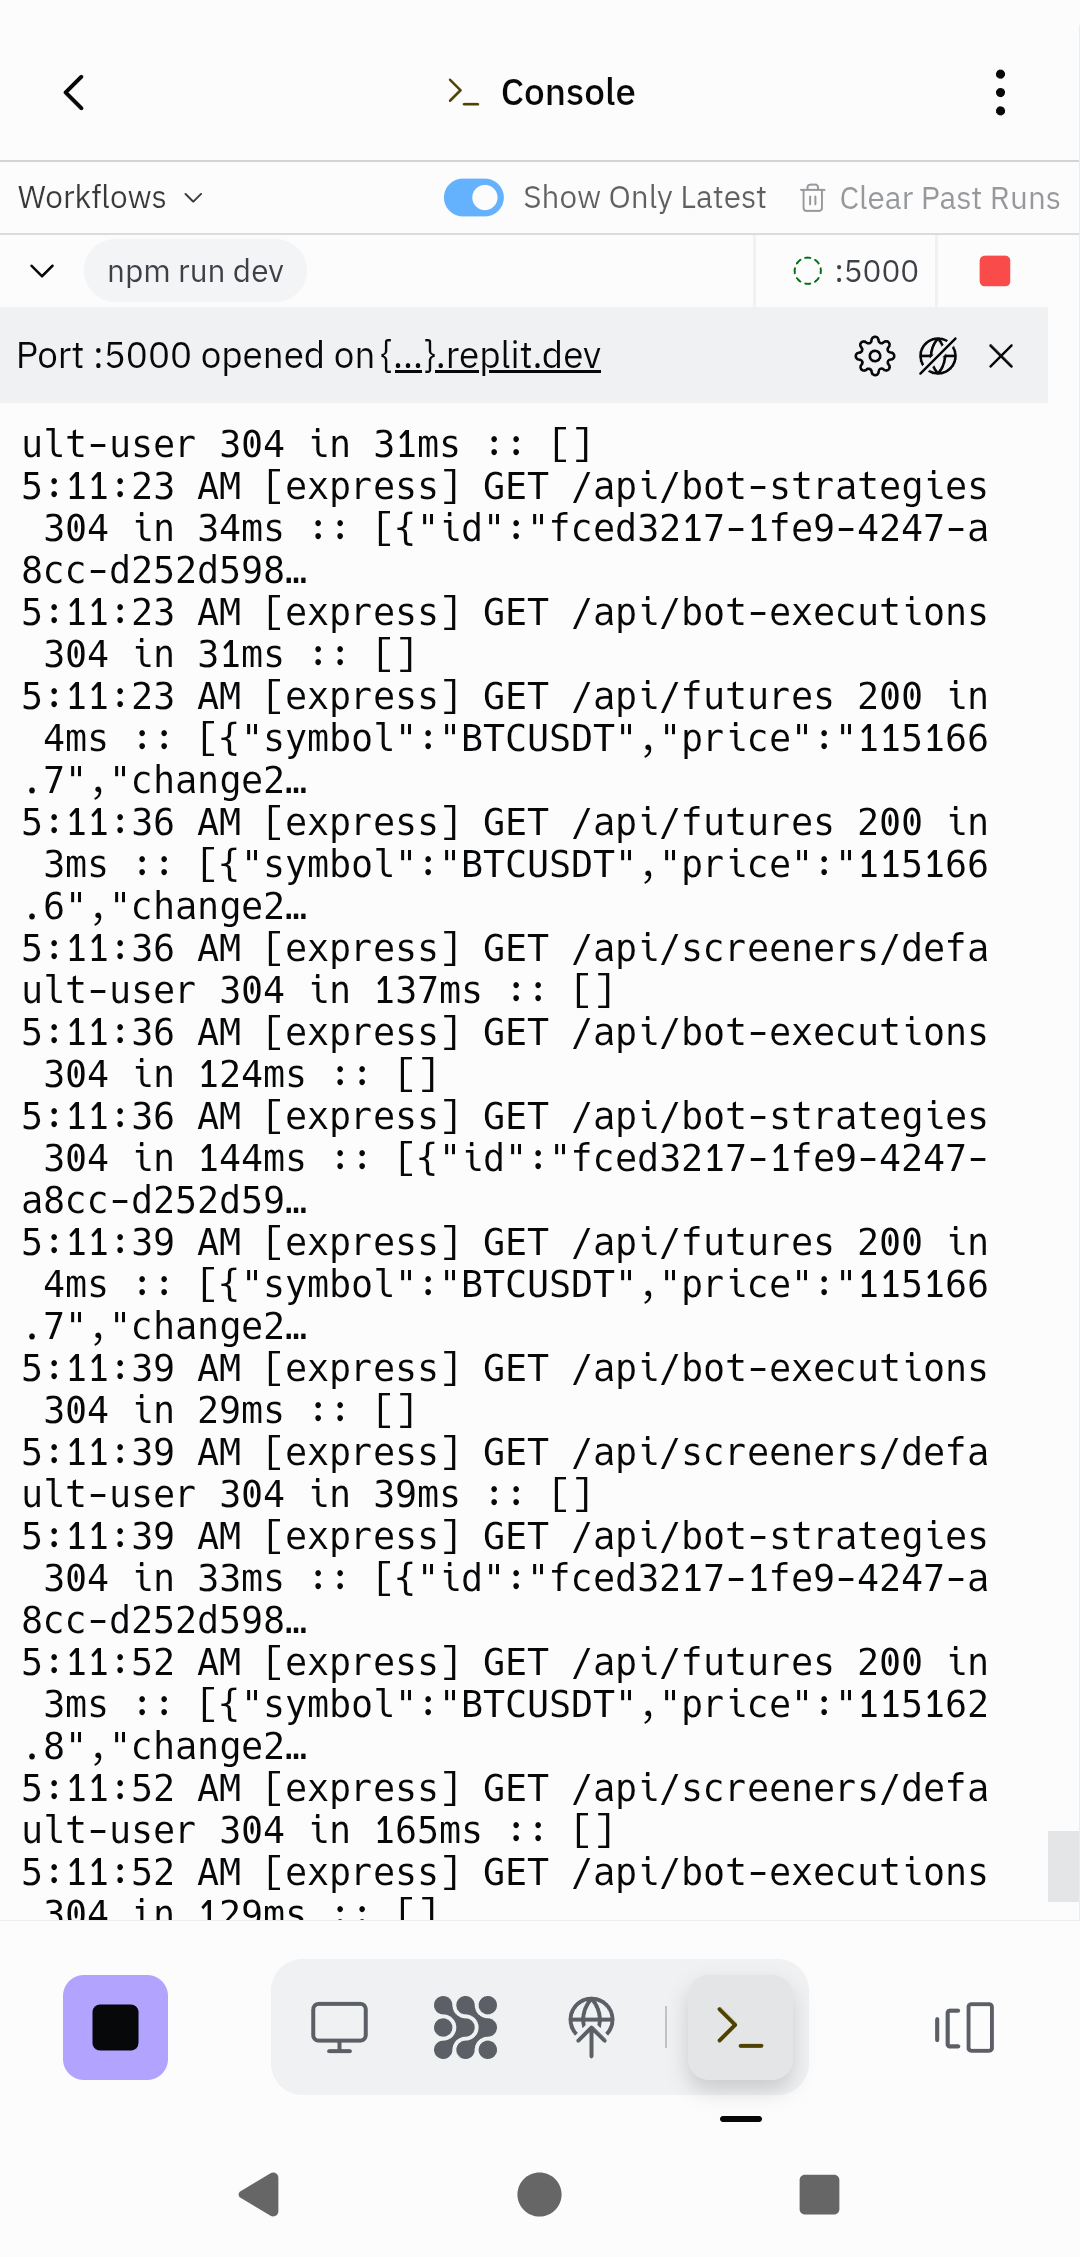 Console
Workflows
Show Only Latest
Clear Past Runs
npm run dev
:5000
Port :5000 opened on {...}.replit.dev
ult-user 304 in 31ms :: []
5:11:23 AM [express] GET /api/bot-strategies
304 in 34ms :: [{"id":"fced3217-1fe9-4247-a
8cc-d252d598…
5:11:23 AM [express] GET /api/bot-executions
304 in 31ms :: []
5:11:23 AM [express] GET /api/futures 200 in
4ms :: [{"symbol":"BTCUSDT","price":"115166
.7","change2…
5:11:36 AM [express] GET /api/futures 200 in
3ms :: [{"symbol":"BTCUSDT","price":"115166
.6","change2…
5:11:36 AM [express] GET /api/screeners/defa
ult-user 304 in 137ms :: []
5:11:36 AM [express] GET /api/bot-executions
304 in 124ms :: []
5:11:36 AM [express] GET /api/bot-strategies
304 in 144ms :: [{"id":"fced3217-1fe9-4247-
a8cc-d252d59…
5:11:39 AM [express] GET /api/futures 200 in
4ms :: [{"symbol":"BTCUSDT","price":"115166
.7","change2…
5:11:39 AM [express] GET /api/bot-executions
304 in 29ms :: []
5:11:39 AM [express] GET /api/screeners/defa
ult-user 304 in 39ms :: []
5:11:39 AM [express] GET /api/bot-strategies
304 in 33ms :: [{"id":"fced3217-1fe9-4247-a
8cc-d252d598…
5:11:52 AM [express] GET /api/futures 200 in
3ms :: [{"symbol":"BTCUSDT","price":"115162
.8","change2…
5:11:52 AM [express] GET /api/screeners/defa
ult-user 304 in 165ms :: []
5:11:52 AM [express] GET /api/bot-executions
304 in 129ms :: []